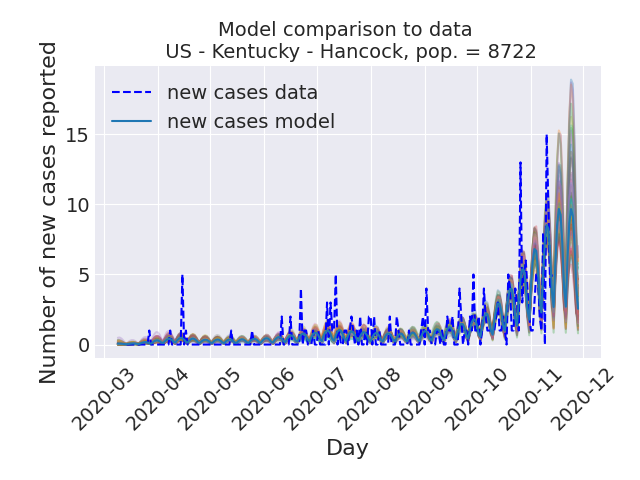 Model comparison to data
US - Kentucky - Hancock, pop. = 8722
new cases data
new cases model
Number of new cases reported
15
10
5
0
2020-03
2020-04
2020-05
2020-06
2020-07
2020-08
2020-09
2020-10
2020-11
2020-12
Day